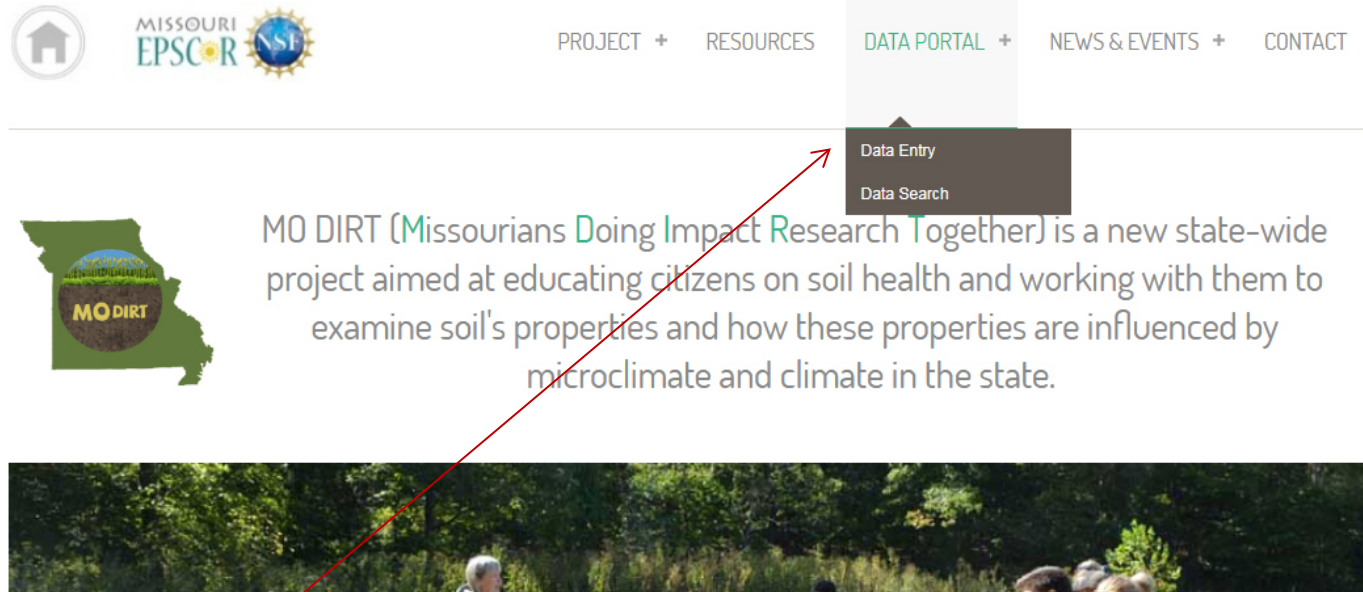 MISSOURI
EPSCoR NSF
PROJECT + RESOURCES DATA PORTAL + NEWS & EVENTS + CONTACT
Data Entry
Data Search
MO DIRT (Missourians Doing Impact Research Together) is a new state-wide
project aimed at educating citizens on soil health and working with them to
examine soil's properties and how these properties are influenced by
microclimate and climate in the state.
MO DIRT